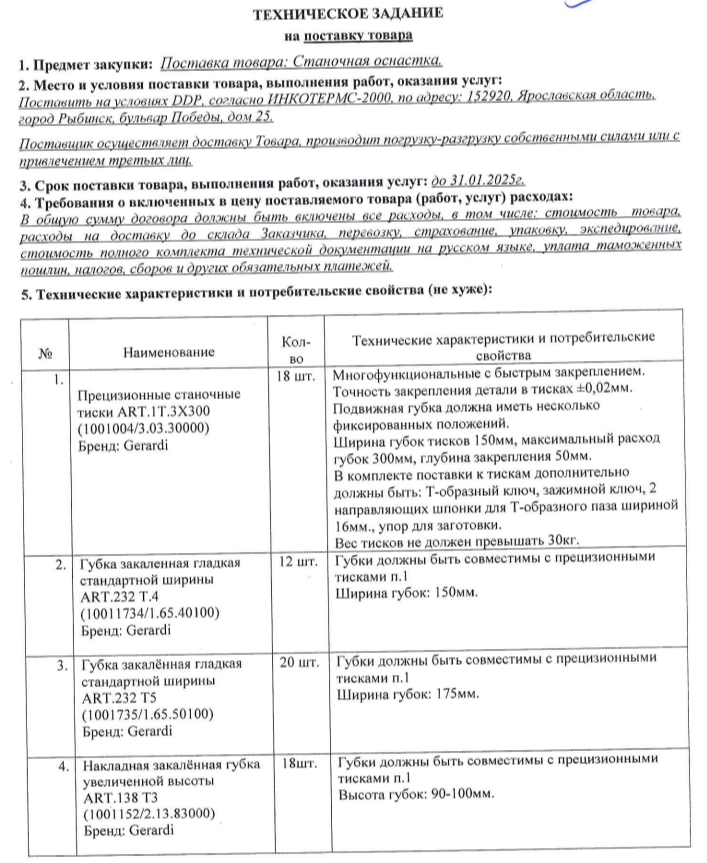 ТЕХНИЧЕСКОЕ ЗАДАНИЕ
на поставку товара
1. Предмет закупки: Поставка товара: Станочная оснастка.
2. Место и условия поставки товара, выполнения работ, оказания услуг:
Поставить на условиях DDP, согласно ИНКОТЕРМС-2000, по адресу: 152920, Ярославская область,
город Рыбинск, бульвар Победы, дом 25.
Поставщик осуществляет доставку Товара, производит погрузку-разгрузку собственными силами или с
привлечением третьих лиц.
3. Срок поставки товара, выполнения работ, оказания услуг: до 31.01.2025г.
4. Требования о включенных в цену поставляемого товара (работ, услуг) расходах:
В общую сумму договора должны быть включены все расходы, в том числе: стоимость товара,
расходы на доставку до склада Заказчика, перевозку, страхование, упаковку, экспедирование,
стоимость полного комплекта технической документации на русском языке, уплата таможенных
пошлин, налогов, сборов и других обязательных платежей.
5. Технические характеристики и потребительские свойства (не хуже):
№
Наименование
Кол-
во
Технические характеристики и потребительские
свойства
1.
Прецизионные станочные
тиски ART.1T.3X300
(1001004/3.03.30000)
Бренд: Gerardi
18 шт.
Многофункциональные с быстрым закреплением.
Точность закрепления детали в тисках ±0,02мм.
Подвижная губка должна иметь несколько
фиксированных положений.
Ширина губок тисков 150мм, максимальный расход
губок 300мм, глубина закрепления 50мм.
В комплекте поставки к тискам дополнительно
должны быть: Т-образный ключ, зажимной ключ, 2
направляющих шпонки для Т-образного паза шириной
16мм., упор для заготовки.
Вес тисков не должен превышать 30кг.
2.
Губка закаленная гладкая
стандартной ширины
ART.232 T.4
(10011734/1.65.40100)
Бренд: Gerardi
12 шт.
Губки должны быть совместимы с прецизионными
тисками п.1
Ширина губок: 150мм.
3.
Губка закалённая гладкая
стандартной ширины
ART.232 T5
(1001735/1.65.50100)
Бренд: Gerardi
20 шт.
Губки должны быть совместимы с прецизионными
тисками п.1
Ширина губок: 175мм.
4.
Накладная закалённая губка
увеличенной высоты
ART.138 T3
(1001152/2.13.83000)
Бренд: Gerardi
18шт.
Губки должны быть совместимы с прецизионными
тисками п.1
Высота губок: 90-100мм.